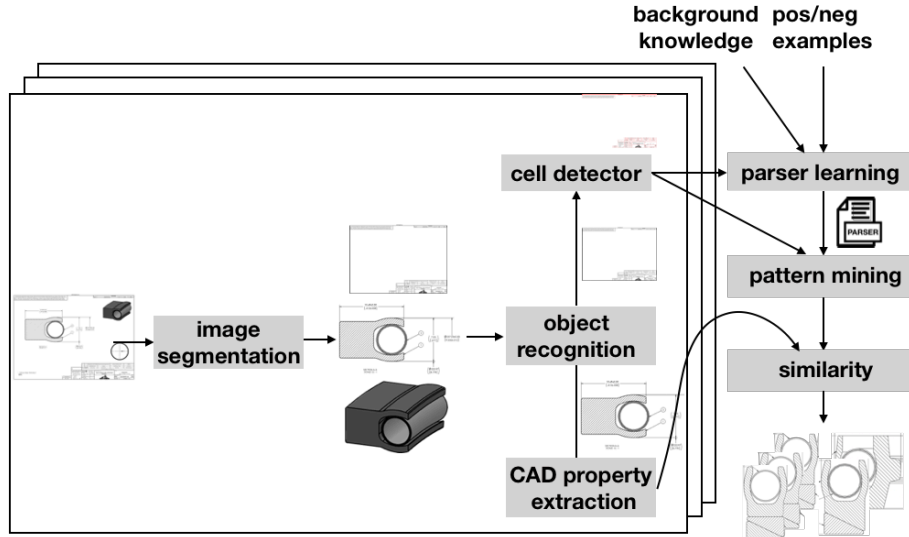 background pos/neg
knowledge examples
cell detector
parser learning
PARSER
pattern mining
image
segmentation
object
recognition
similarity
CAD property
extraction